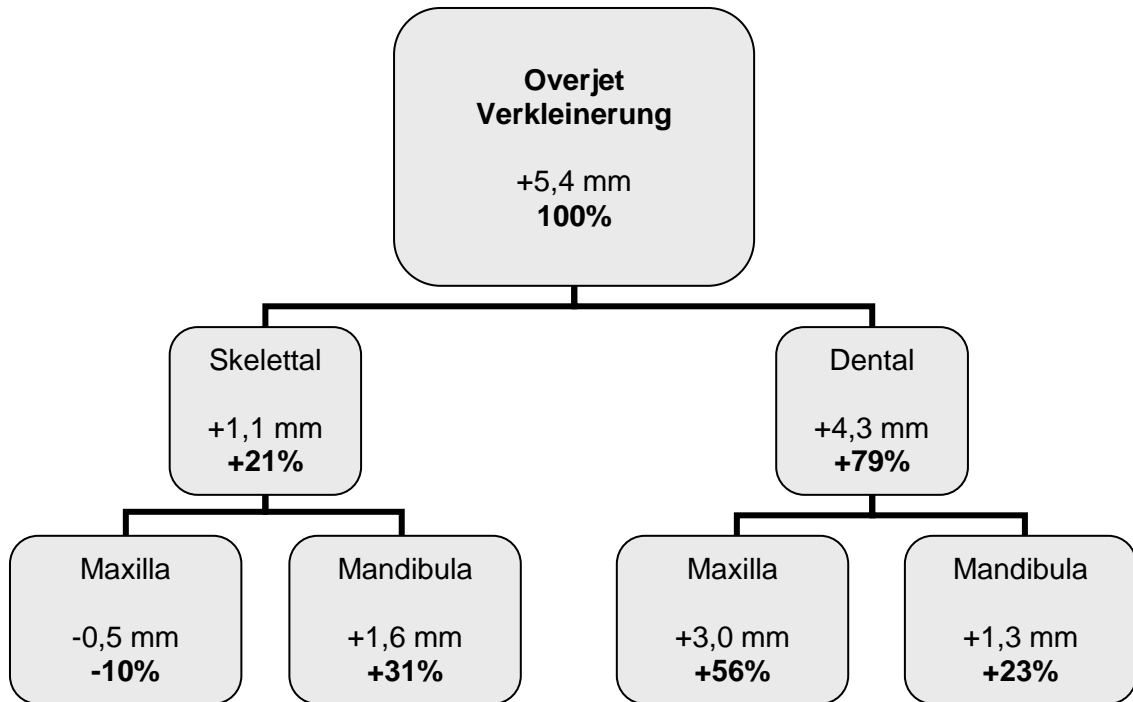 Overjet
Verkleinerung
+5,4 mm
100%
Skelettal
+1,1 mm
+21%
Dental
+4,3 mm
+79%
Maxilla
-0,5 mm
-10%
Mandibula
+1,6 mm
+31%
Maxilla
+3,0 mm
+56%
Mandibula
+1,3 mm
+23%